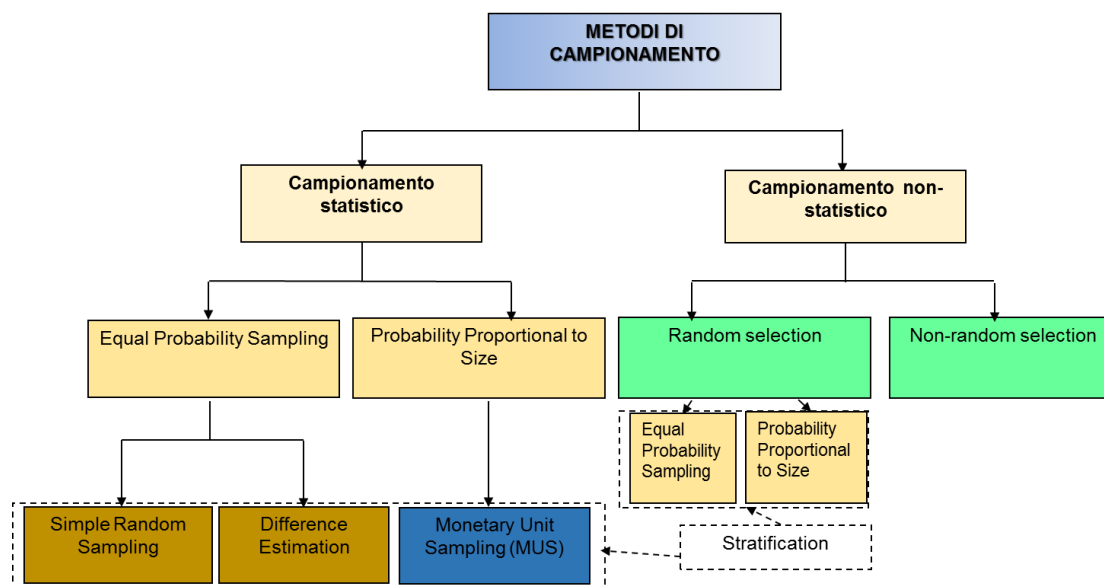 METODI DI
CAMPIONAMENTO
Campionamento
statistico
Campionamento non-
statistico
Equal Probability Sampling
Probability Proportional to
Size
Random selection
Non-random selection
Equal
Probability
Sampling
Probability
Proportional
to Size
Simple Random
Sampling
Difference
Estimation
Monetary Unit
Sampling (MUS)
Stratification